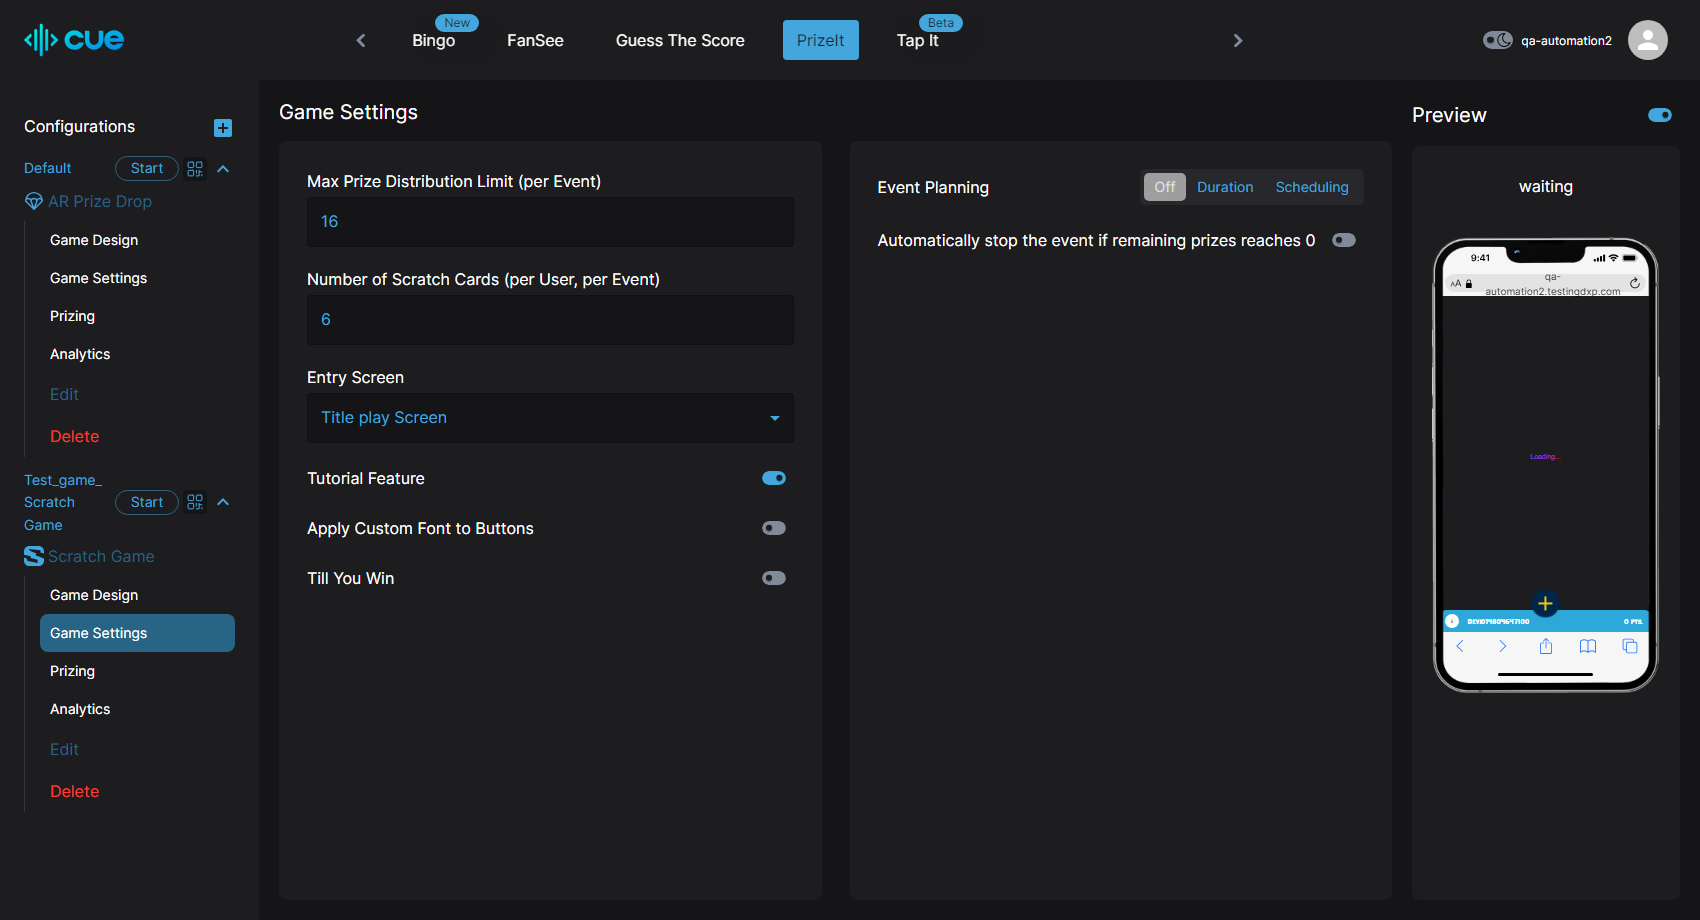 cue
Bingo
New
FanSee
Guess The Score
PrizeIt
Tap It
Beta
qa-automation2
Configurations
Default
Start
AR Prize Drop
Game Design
Game Settings
Prizing
Analytics
Edit
Delete
Test_game_
Scratch
Game
Start
Scratch Game
Game Design
Game Settings
Prizing
Analytics
Edit
Delete
Game Settings
Max Prize Distribution Limit (per Event)
16
Number of Scratch Cards (per User, per Event)
6
Entry Screen
Title play Screen
Tutorial Feature
Apply Custom Font to Buttons
Till You Win
Event Planning
Off
Duration
Scheduling
Automatically stop the event if remaining prizes reaches 0
Preview
waiting
9:41
AA
qa-
automation2.testingdxp.com
Loading...
0 PTS.